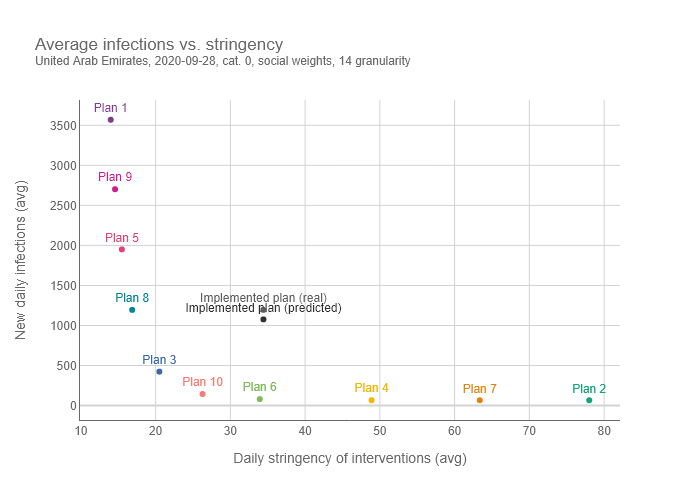 Average infections vs. stringency
United Arab Emirates, 2020-09-28, cat. 0, social weights, 14 granularity
New daily infections (avg)
3500
3000
2500
2000
1500
1000
500
0
Plan 1
Plan 9
Plan 5
Plan 8
Implemented plan (real)
Implemented plan (predicted)
Plan 3
Plan 10
Plan 6
Plan 4
Plan 7
Plan 2
10 20 30 40 50 60 70 80
Daily stringency of interventions (avg)